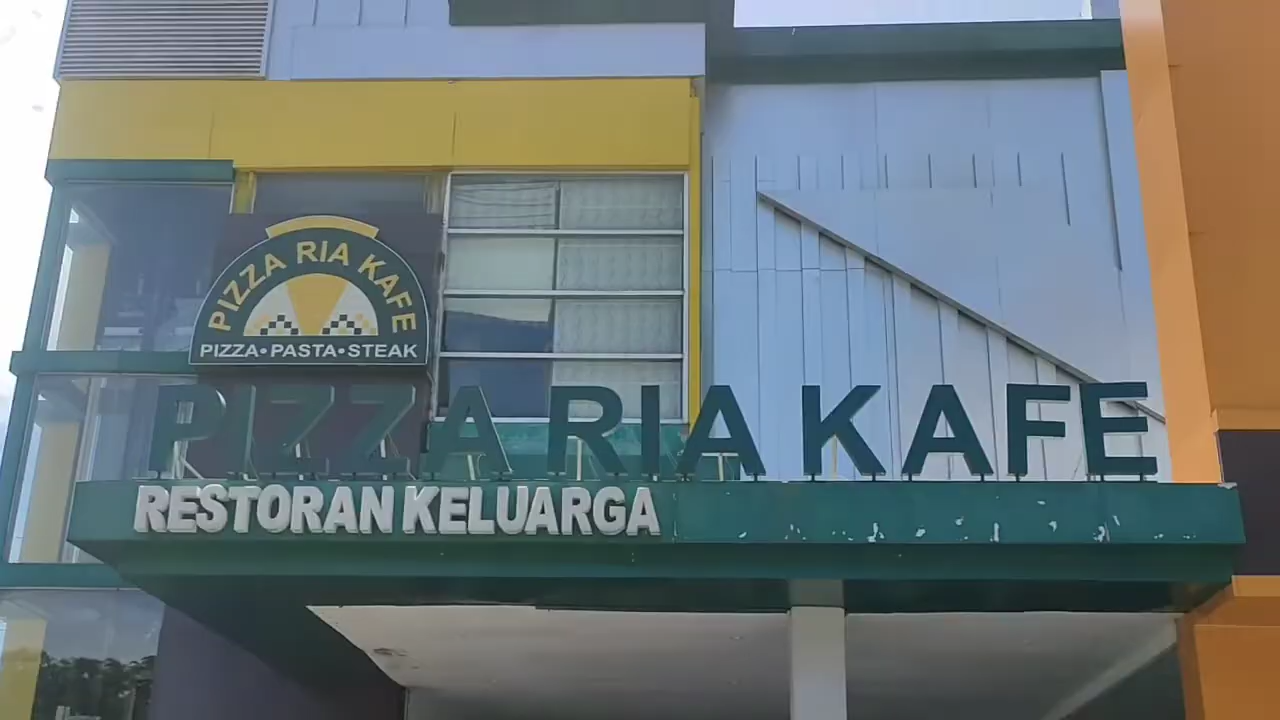 PIZZA RIA KAFE
PIZZA•PASTA•STEAK
PIZZA RIA KAFE
RESTORAN KELUARGA